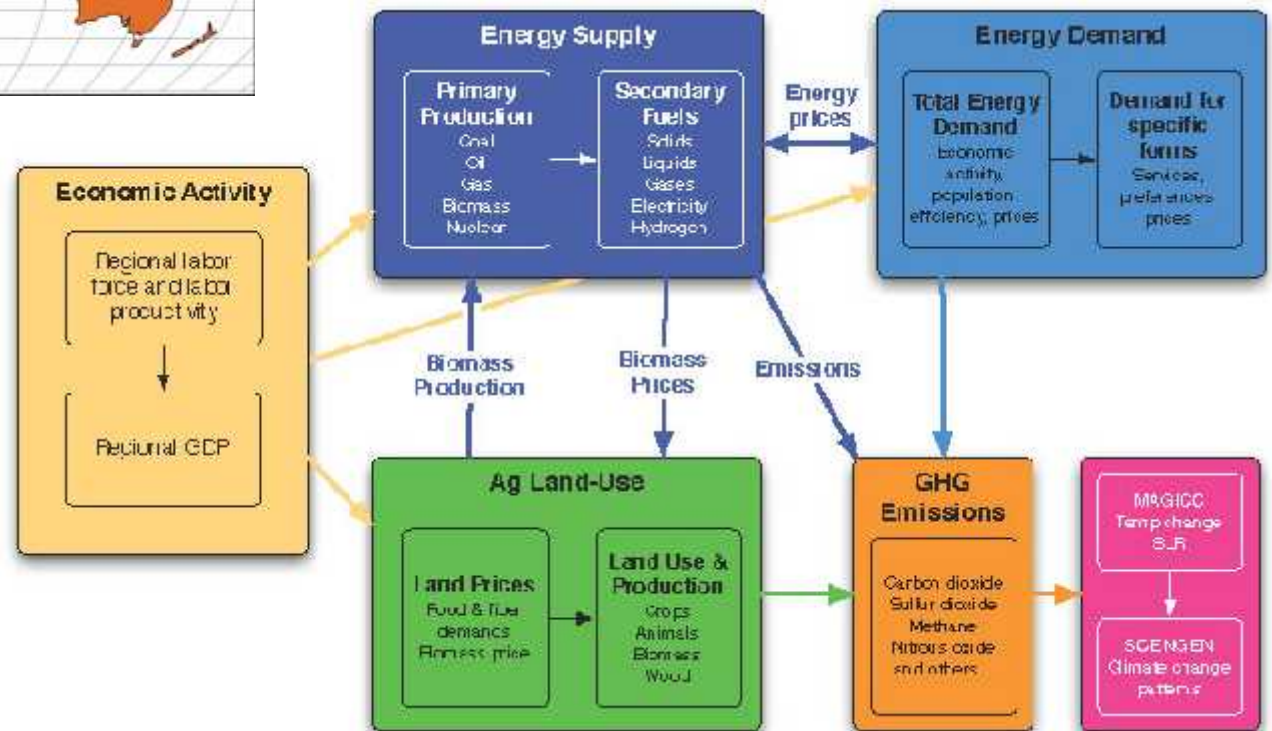 Energy Supply
Primary
Production
Coal
Oil
Gas
Biomass
Nuclear
Secondary
Fuels
Solids
Liquids
Gases
Electricity
Hydrogen
Energy
prices
Energy Demand
Total Energy
Demand
Economic
activity,
population
efficiency, prices
Demand for
specific
forms
Services,
preferences
prices
Economic Activity
Regional labor
force and labor
productivity
Regional GDP
Biomass
Production
Biomass
Prices
Emissions
Ag Land-Use
Land Prices
Food & fiber
demands
Biomass price
Land Use &
Production
Crops
Animals
Biomass
Wood
GHG
Emissions
Carbon dioxide
Sulfur dioxide
Methane
Nitrous oxide
and others
MAGICC
Temp change
SLR
SCENGEN
Climate change
patterns